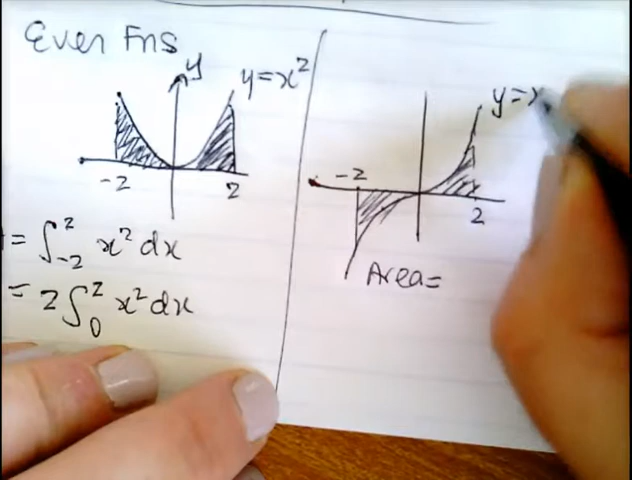 Even Fns
y
y=x²
-2
2
= ∫₋₂² x² dx
= 2∫₀² x² dx
y=x
-2
2
Area=